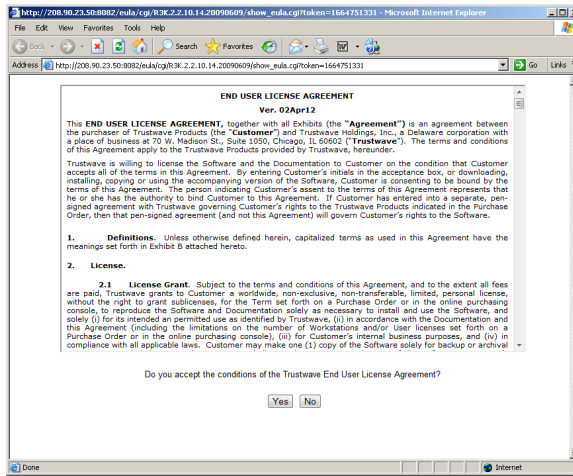 http://208.90.23.50:8082/eula/cgi/R3K.2.2.10.14.20090609/show_eula.cgi?token=1664751331 - Microsoft Internet Explorer
File Edit View Favorites Tools Help
Back Search Favorites
Address http://208.90.23.50:8082/eula/cgi/R3K.2.2.10.14.20090609/show_eula.cgi?token=1664751331 Go Links
END USER LICENSE AGREEMENT
Ver. 02Apr12
This END USER LICENSE AGREEMENT, together with all Exhibits (the "Agreement") is an agreement between
the purchaser of Trustwave Products (the "Customer") and Trustwave Holdings, Inc., a Delaware corporation with
a place of business at 70 W. Madison St., Suite 1050, Chicago, IL 60602 ("Trustwave"). The terms and conditions
of this Agreement apply to the Trustwave Products provided by Trustwave, hereunder.
Trustwave is willing to license the Software and the Documentation to Customer on the condition that Customer
accepts all of the terms in this Agreement. By entering Customer's initials in the acceptance box, or downloading,
installing, copying or using the accompanying version of the Software, Customer is consenting to be bound by the
terms of this Agreement. The person indicating Customer's assent to the terms of this Agreement represents that
he or she has the authority to bind Customer to this Agreement. If Customer has entered into a separate, pen-
signed agreement with Trustwave governing Customer's rights to the Trustwave Products indicated in the Purchase
Order, then that pen-signed agreement (and not this Agreement) will govern Customer's rights to the Software.
1. Definitions. Unless otherwise defined herein, capitalized terms as used in this Agreement have the
meanings set forth in Exhibit B attached hereto.
2. License.
2.1 License Grant. Subject to the terms and conditions of this Agreement, and to the extent all fees
are paid, Trustwave grants to Customer a worldwide, non-exclusive, non-transferable, limited, personal license,
without the right to grant sublicenses, for the Term set forth on a Purchase Order or in the online purchasing
console, to reproduce the Software and Documentation solely as necessary to install and use the Software, and
solely (i) for its intended an permitted use as identified by Trustwave, (ii) in accordance with the Documentation and
this Agreement (including the limitations on the number of Workstations and/or User licenses set forth on a
Purchase Order or in the online purchasing console), (iii) for Customer's internal business purposes, and (iv) in
compliance with all applicable laws. Customer may make one (1) copy of the Software solely for backup or archival
Do you accept the conditions of the Trustwave End User License Agreement?
Yes No
Done Internet